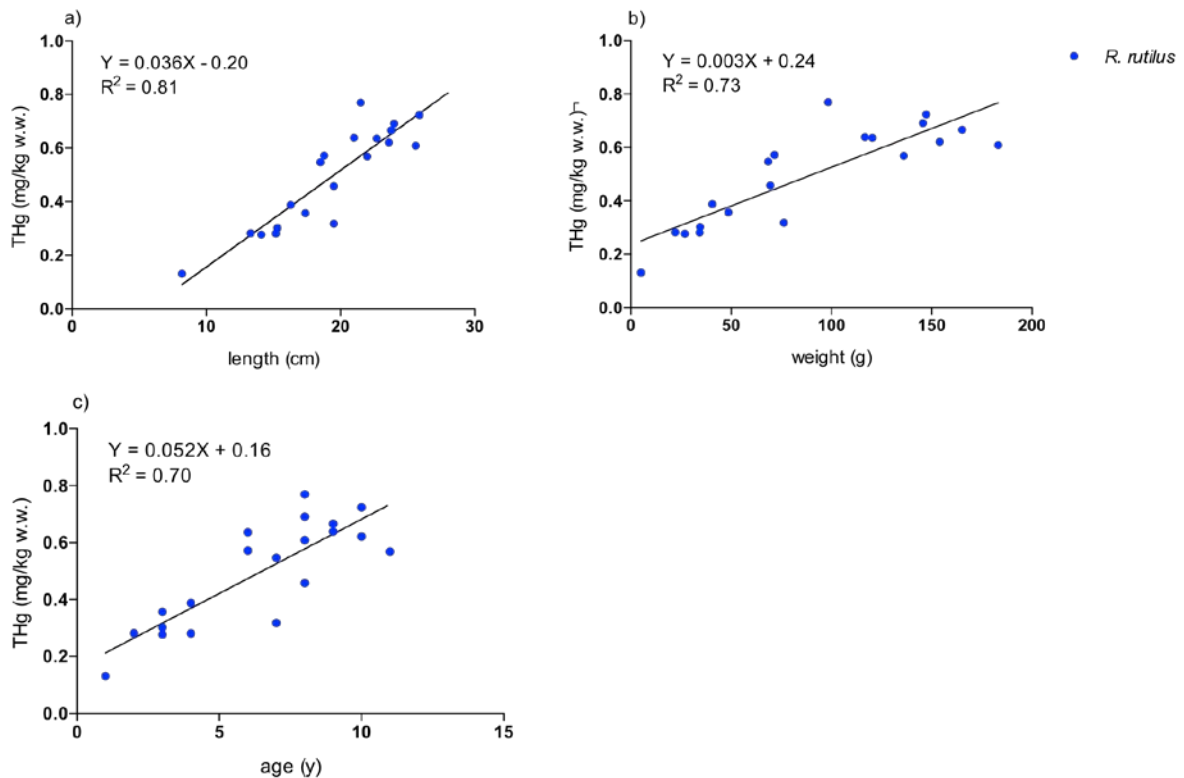 a)
Y = 0.036X - 0.20
R² = 0.81
THg (mg/kg w.w.)
1.0
0.8
0.6
0.4
0.2
0.0
0 10 20 30
length (cm)
b)
Y = 0.003X + 0.24
R² = 0.73
THg (mg/kg w.w.)¬
1.0
0.8
0.6
0.4
0.2
0.0
0 50 100 150 200
weight (g)
R. rutilus
c)
Y = 0.052X + 0.16
R² = 0.70
THg (mg/kg w.w.)
1.0
0.8
0.6
0.4
0.2
0.0
0 5 10 15
age (y)